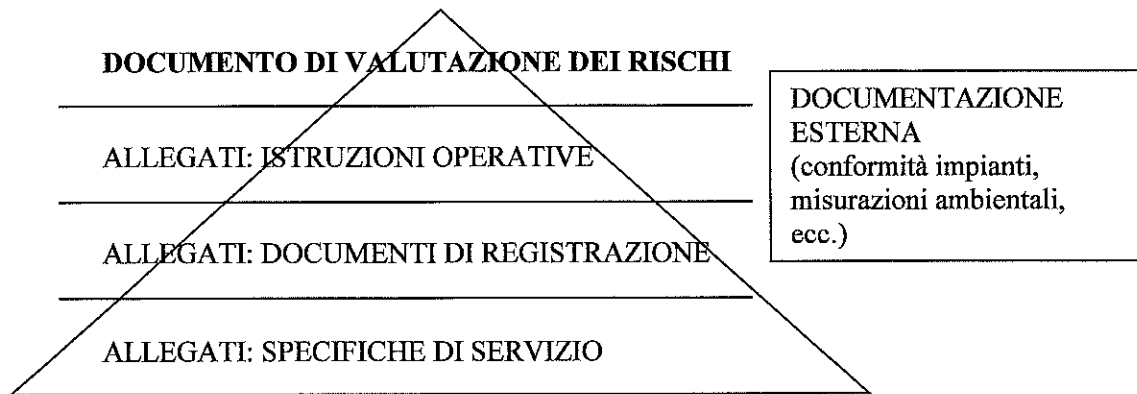 DOCUMENTO DI VALUTAZIONE DEI RISCHI
ALLEGATI: ISTRUZIONI OPERATIVE
ALLEGATI: DOCUMENTI DI REGISTRAZIONE
ALLEGATI: SPECIFICHE DI SERVIZIO
DOCUMENTAZIONE
ESTERNA
(conformità impianti,
misurazioni ambientali,
ecc.)